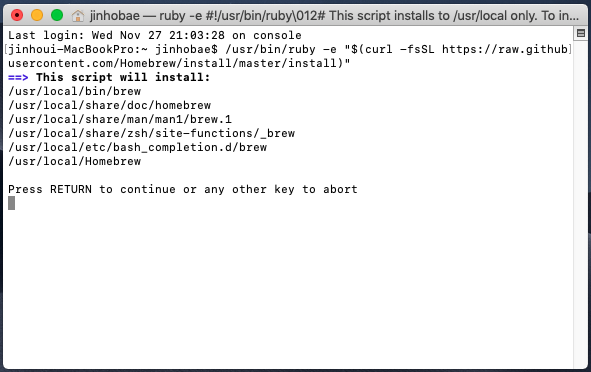 jinhobae — ruby -e #!/usr/bin/ruby\012# This script installs to /usr/local only. To in...
Last login: Wed Nov 27 21:03:28 on console
[jinhoui-MacBookPro:~ jinhobae$ /usr/bin/ruby -e "$(curl -fsSL https://raw.github]
usercontent.com/Homebrew/install/master/install)"
==> This script will install:
/usr/local/bin/brew
/usr/local/share/doc/homebrew
/usr/local/share/man/man1/brew.1
/usr/local/share/zsh/site-functions/_brew
/usr/local/etc/bash_completion.d/brew
/usr/local/Homebrew
Press RETURN to continue or any other key to abort